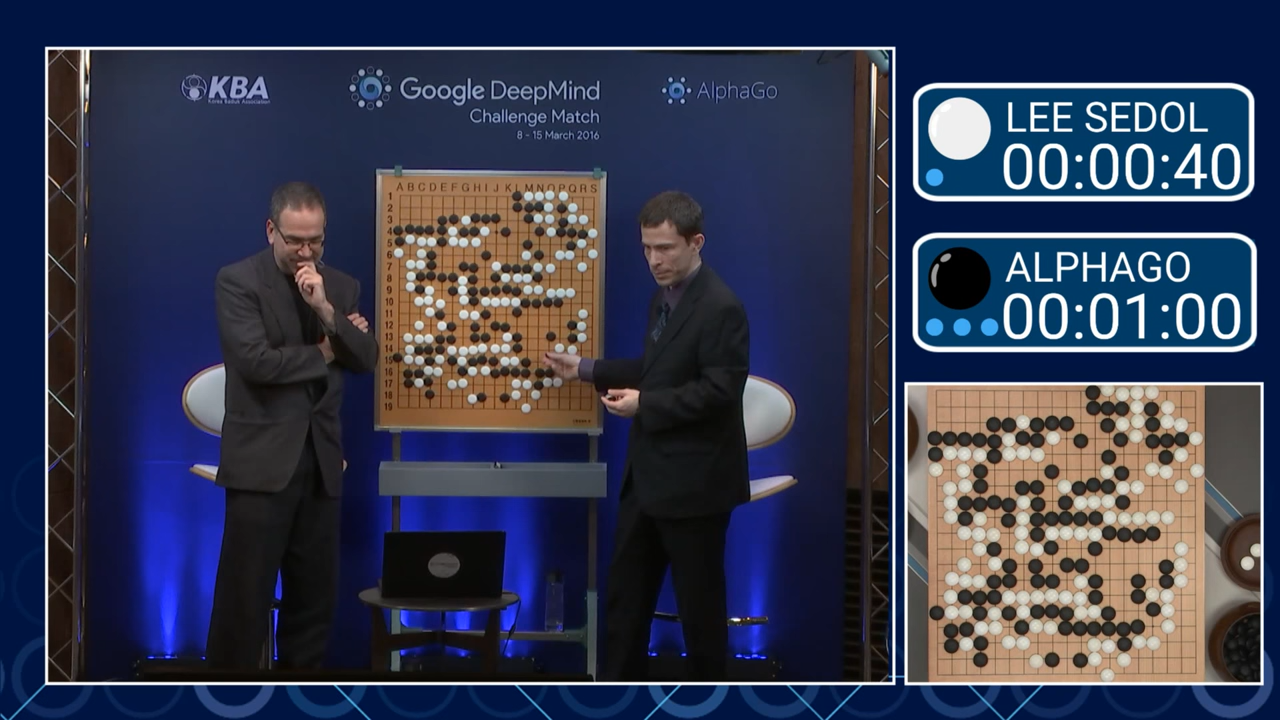 KBA
Korea Baduk Association
Google DeepMind
Challenge Match
8 - 15 March 2016
AlphaGo
A B C D E F G H I J K L M N O P Q R S
1
2
3
4
5
6
7
8
9
10
11
12
13
14
15
16
17
18
19
LEE SEDOL
00:00:40
ALPHAGO
00:01:00